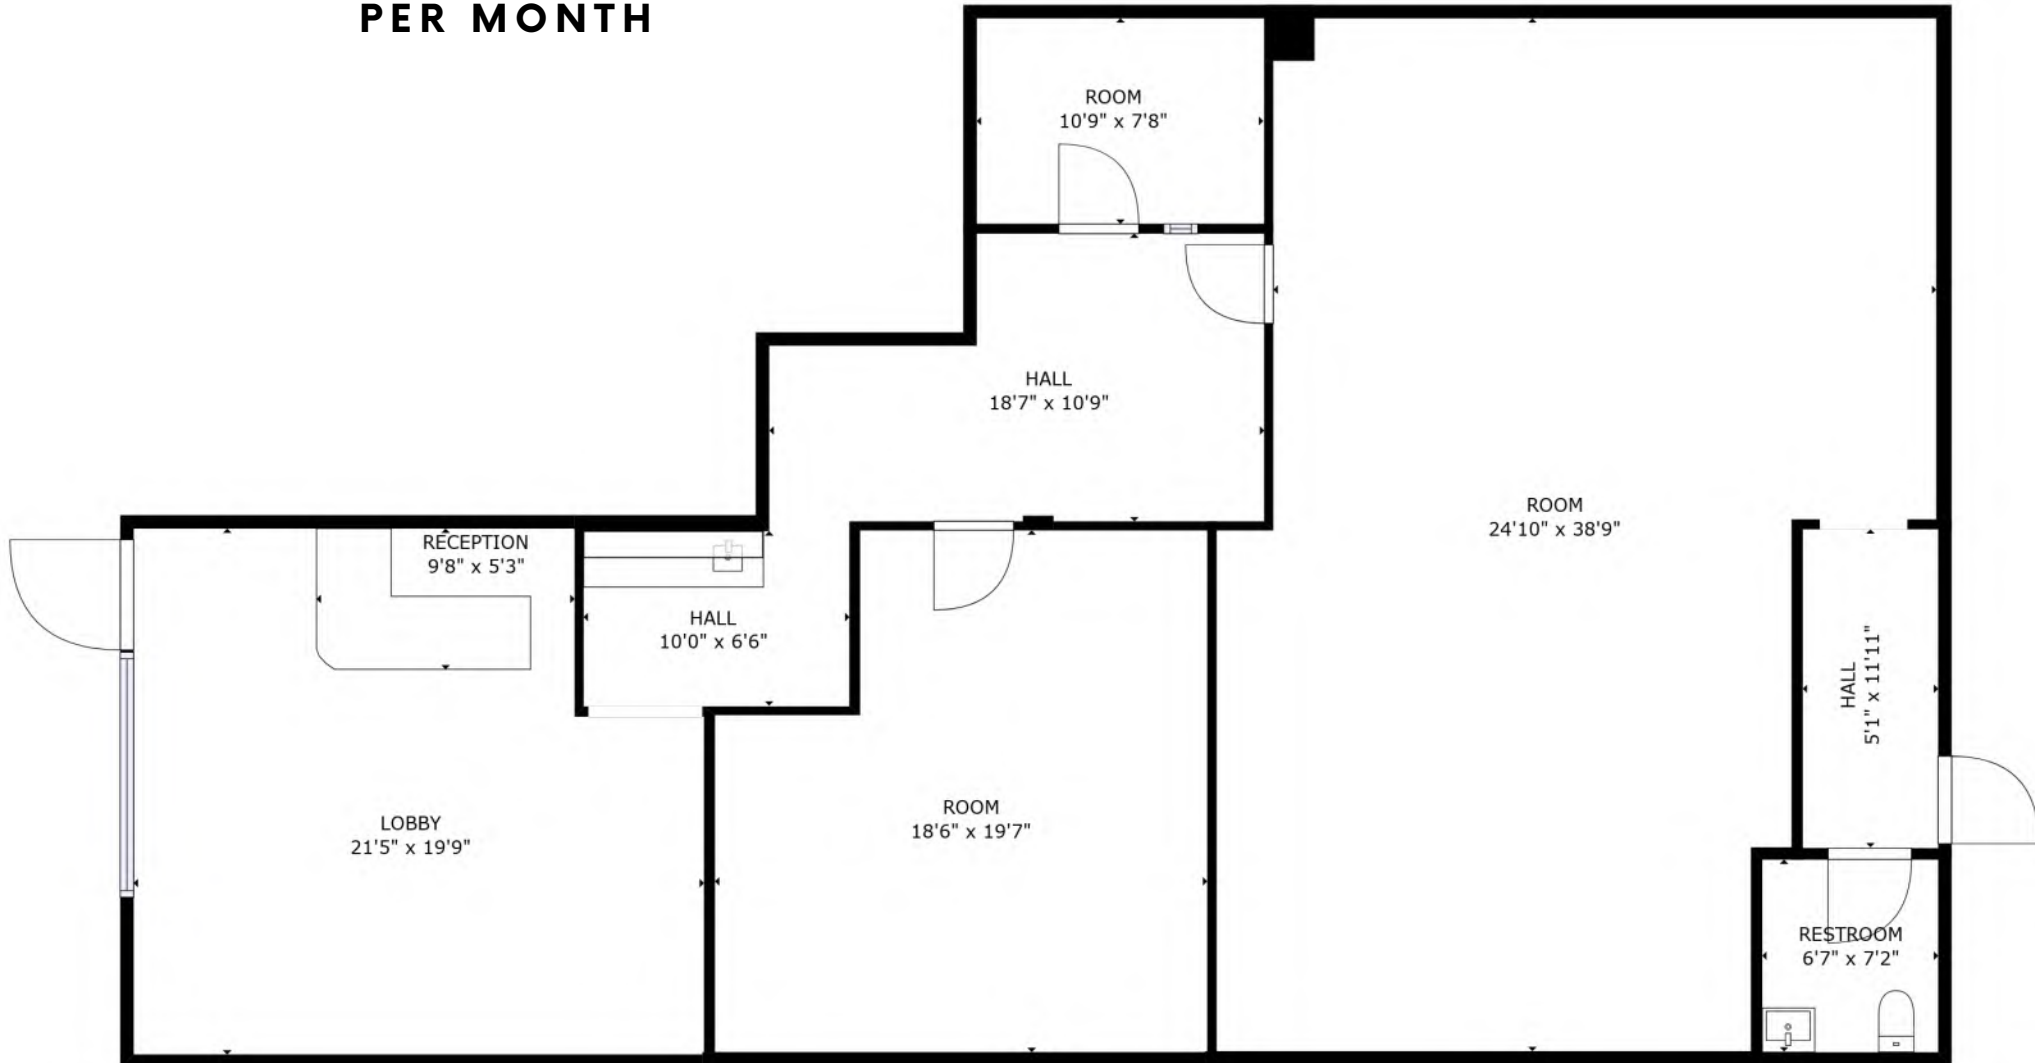 PER MONTH
ROOM
10'9" x 7'8"
HALL
18'7" x 10'9"
ROOM
24'10" x 38'9"
RECEPTION
9'8" x 5'3"
HALL
10'0" x 6'6"
HALL
5'1" x 11'11"
LOBBY
21'5" x 19'9"
ROOM
18'6" x 19'7"
RESTROOM
6'7" x 7'2"